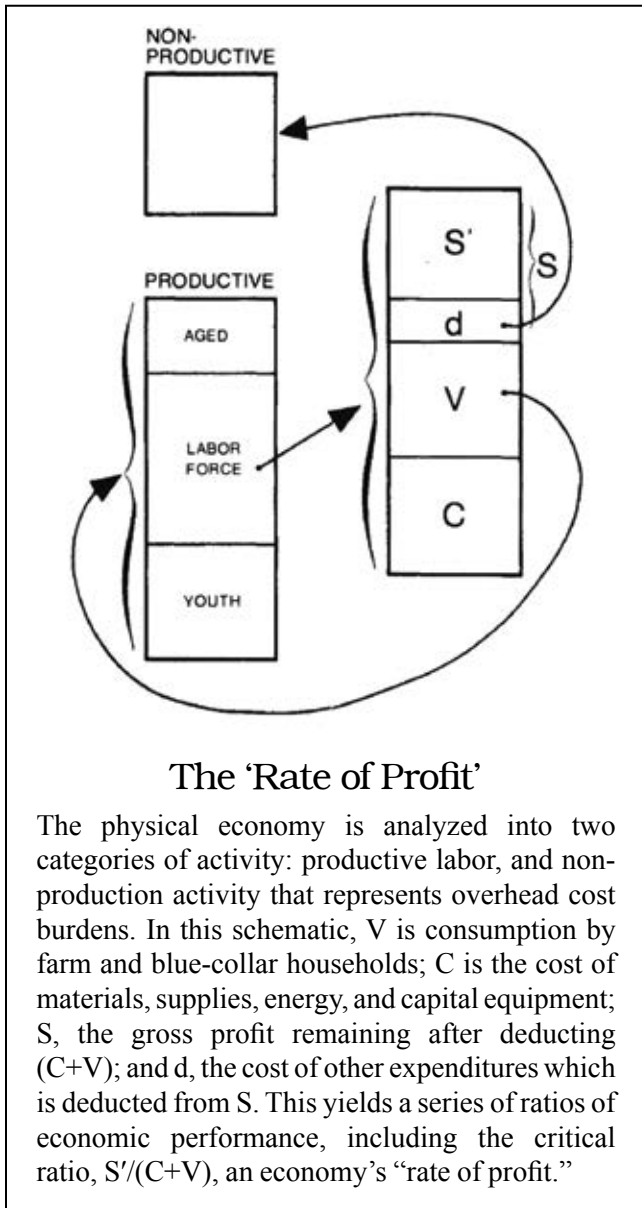 NON-
PRODUCTIVE
S'
S
PRODUCTIVE
d
AGED
V
LABOR
FORCE
C
YOUTH
The ‘Rate of Profit’
The physical economy is analyzed into two
categories of activity: productive labor, and non-
production activity that represents overhead cost
burdens. In this schematic, V is consumption by
farm and blue-collar households; C is the cost of
materials, supplies, energy, and capital equipment;
S, the gross profit remaining after deducting
(C+V); and d, the cost of other expenditures which
is deducted from S. This yields a series of ratios of
economic performance, including the critical
ratio, S′/(C+V), an economy’s “rate of profit.”